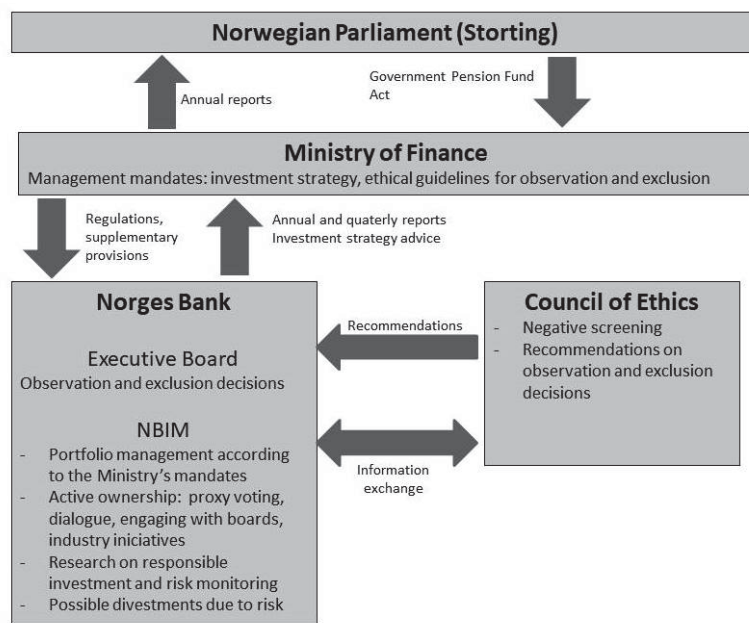 Norwegian Parliament (Storting)
Annual reports
Government Pension Fund
Act
Ministry of Finance
Management mandates: investment strategy, ethical guidelines for observation and exclusion
Regulations,
supplementary
provisions
Annual and quaterly reports
Investment strategy advice
Norges Bank
Executive Board
Observation and exclusion decisions
NBIM
- Portfolio management according
to the Ministry's mandates
- Active ownership: proxy voting,
dialogue, engaging with boards,
industry iniciatives
- Research on responsible
investment and risk monitoring
- Possible divestments due to risk
Recommendations
Information
exchange
Council of Ethics
- Negative screening
- Recommendations on
observation and exclusion
decisions